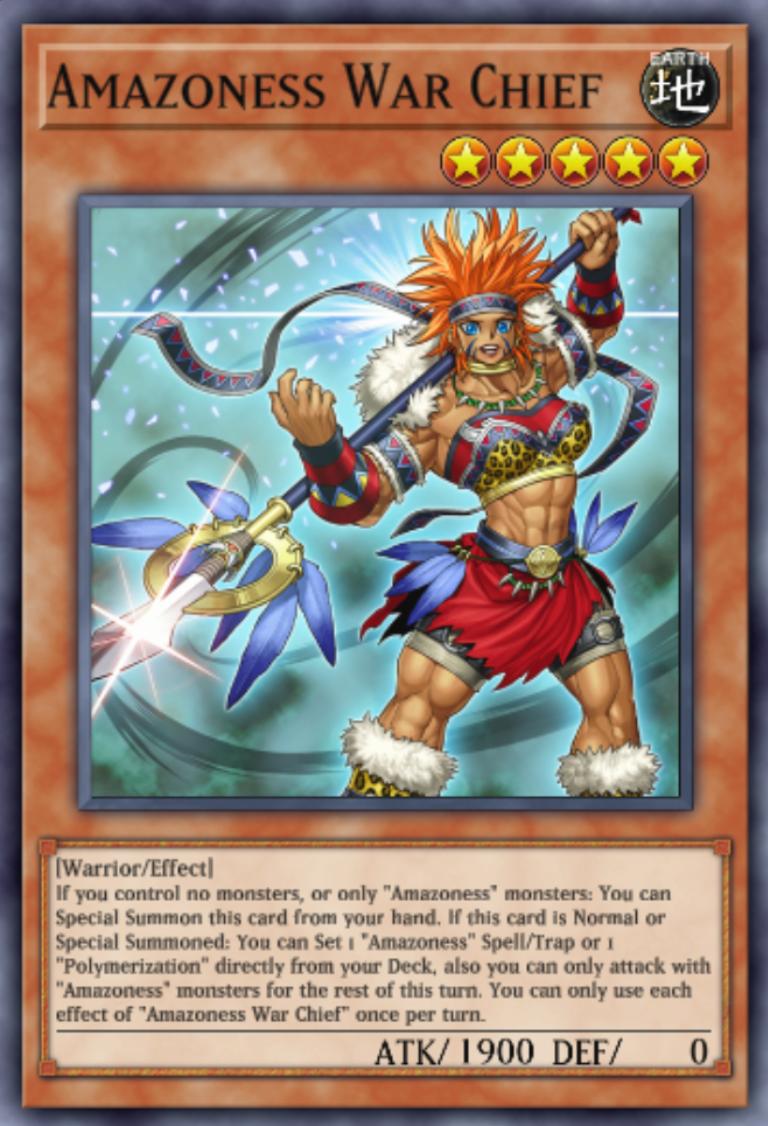 AMAZONESS WAR CHIEF
EARTH
地
[Warrior/Effect]
If you control no monsters, or only "Amazoness" monsters: You can
Special Summon this card from your hand. If this card is Normal or
Special Summoned: You can Set 1 "Amazoness" Spell/Trap or 1
"Polymerization" directly from your Deck, also you can only attack with
"Amazoness" monsters for the rest of this turn. You can only use each
effect of "Amazoness War Chief" once per turn.
ATK/ 1900 DEF/ 0